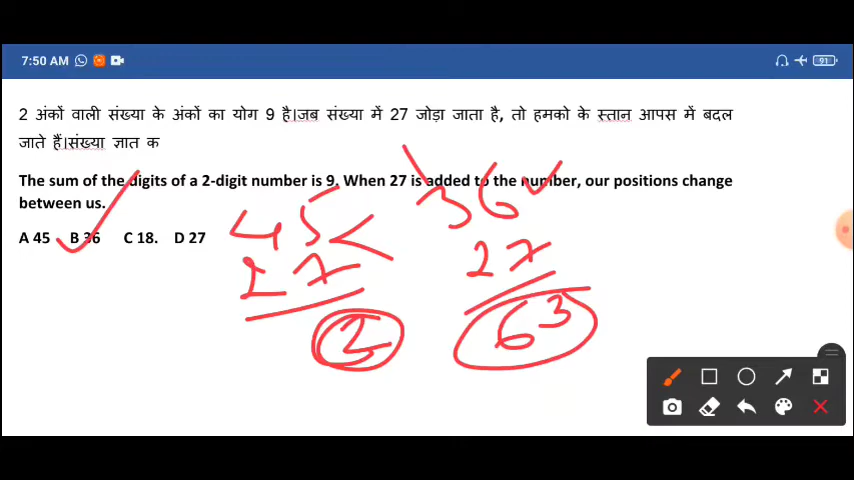 7:50 AM 91
2 अंकों वाली संख्या के अंकों का योग 9 है।जब संख्या में 27 जोड़ा जाता है, तो हमको के स्तान आपस में बदल
जाते हैं।संख्या ज्ञात क
The sum of the digits of a 2-digit number is 9. When 27 is added to the number, our positions change
between us.
A 45 B 36 C 18. D 27
45 36
27 27
2 63